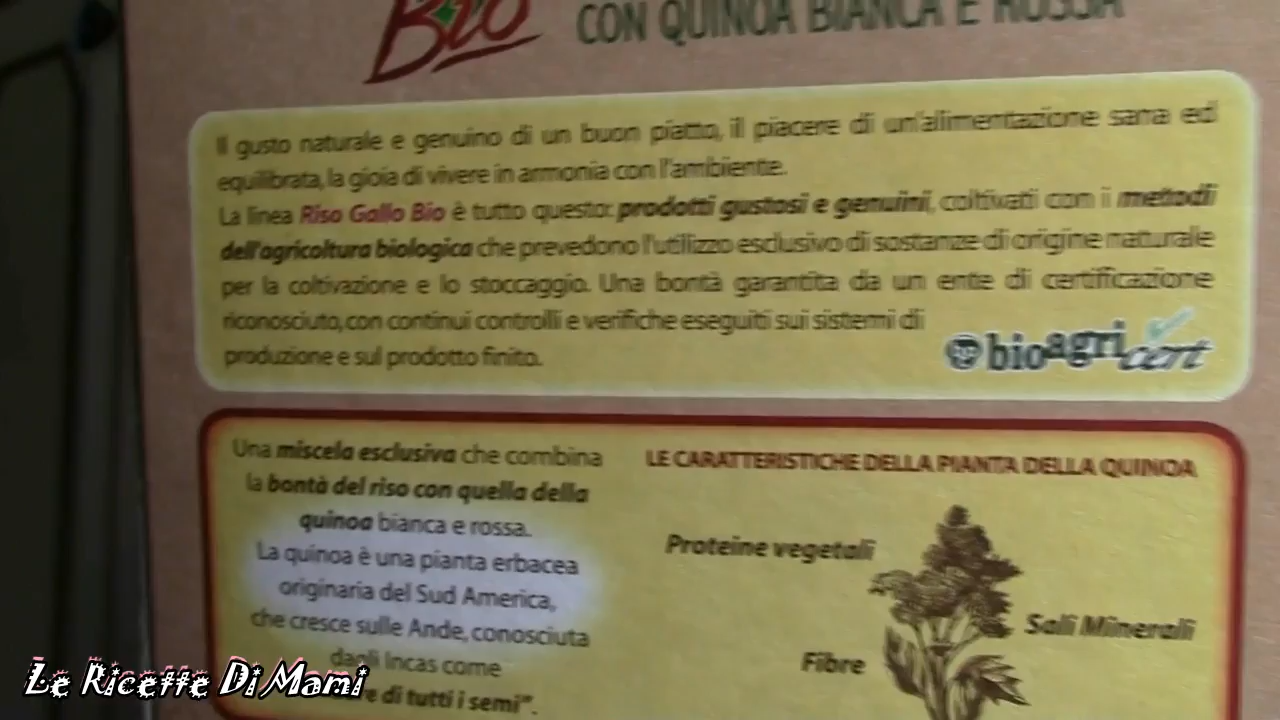 Bio
CON QUINOA BIANCA E ROSSA
Il gusto naturale e genuino di un buon piatto, il piacere di un'alimentazione sana ed
equilibrata, la gioia di vivere in armonia con l'ambiente.
La linea Riso Gallo Bio è tutto questo: prodotti gustosi e genuini, coltivati con i metodi
dell'agricoltura biologica che prevedono l'utilizzo esclusivo di sostanze di origine naturale
per la coltivazione e lo stoccaggio. Una bontà garantita da un ente di certificazione
riconosciuto, con continui controlli e verifiche eseguiti sui sistemi di
produzione e sul prodotto finito.
bioagricert
Una miscela esclusiva che combina
la bontà del riso con quella della
quinoa bianca e rossa.
La quinoa è una pianta erbacea
originaria del Sud America,
che cresce sulle Ande, conosciuta
dagli Incas come
di tutti i semi".
LE CARATTERISTICHE DELLA PIANTA DELLA QUINOA
Proteine vegetali
Sali Minerali
Fibre
Le Ricette Di Mami